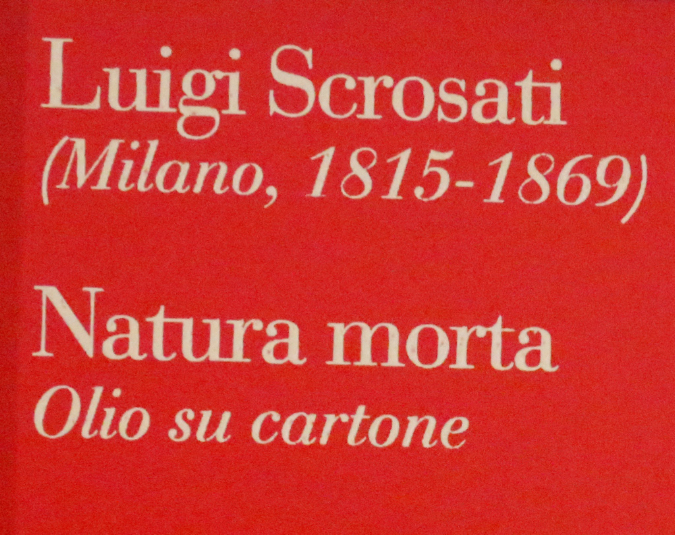 Luigi Scrosati
(Milano, 1815-1869)
Natura morta
Olio su cartone